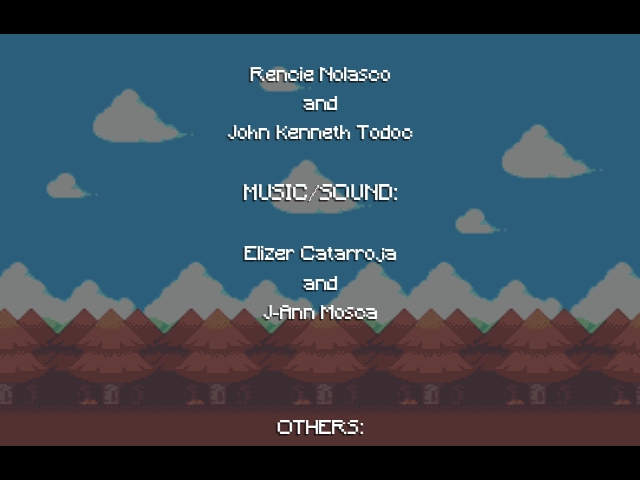 Rencie Nolasco
and
John Kenneth Todoc
MUSIC/SOUND:
Elizer Catarroja
and
J-Ann Mosca
OTHERS: